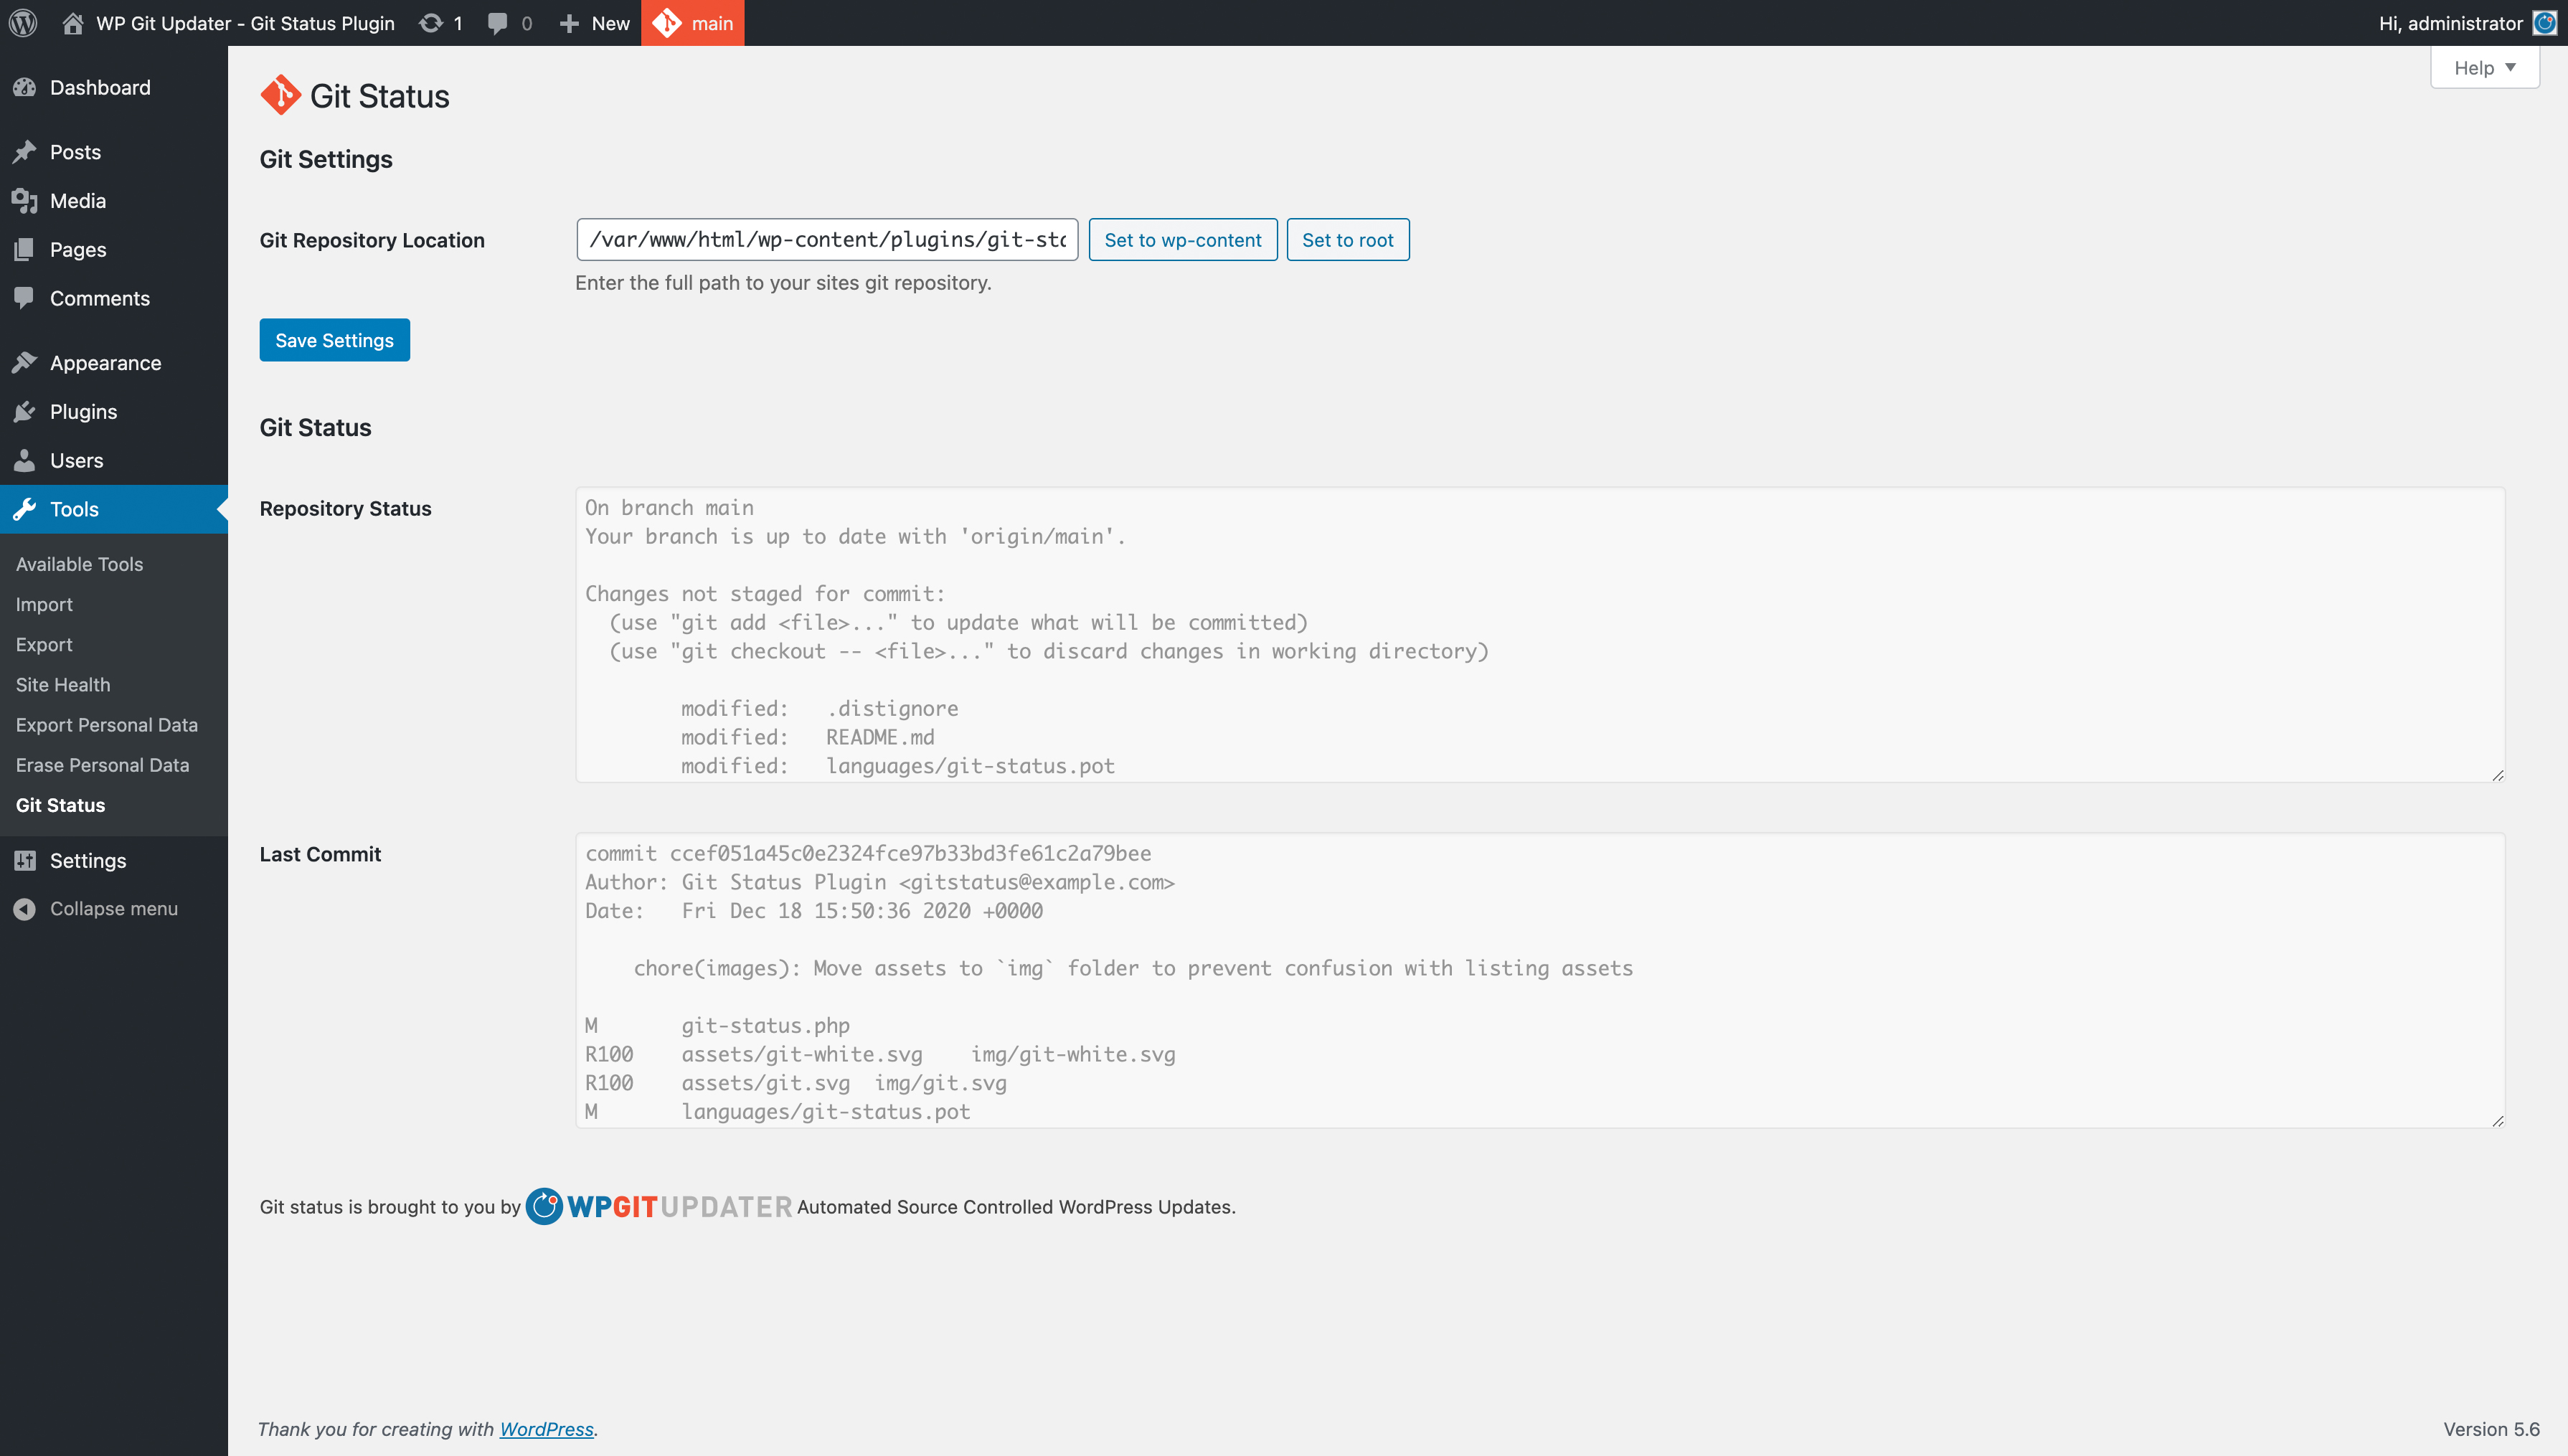 WP Git Updater - Git Status Plugin 1 0 New main Hi, administrator
Help
Dashboard
Posts
Media
Pages
Comments
Appearance
Plugins
Users
Tools
Available Tools
Import
Export
Site Health
Export Personal Data
Erase Personal Data
Git Status
Settings
Collapse menu
Git Status
Git Settings
Git Repository Location /var/www/html/wp-content/plugins/git-sta Set to wp-content Set to root
Enter the full path to your sites git repository.
Save Settings
Git Status
Repository Status
On branch main
Your branch is up to date with 'origin/main'.
Changes not staged for commit:
(use "git add <file>..." to update what will be committed)
(use "git checkout -- <file>..." to discard changes in working directory)
modified: .distignore
modified: README.md
modified: languages/git-status.pot
Last Commit
commit ccef051a45c0e2324fce97b33bd3fe61c2a79bee
Author: Git Status Plugin <gitstatus@example.com>
Date: Fri Dec 18 15:50:36 2020 +0000
chore(images): Move assets to `img` folder to prevent confusion with listing assets
M git-status.php
R100 assets/git-white.svg img/git-white.svg
R100 assets/git.svg img/git.svg
M languages/git-status.pot
Git status is brought to you by WPGITUPDATER Automated Source Controlled WordPress Updates.
Thank you for creating with WordPress. Version 5.6